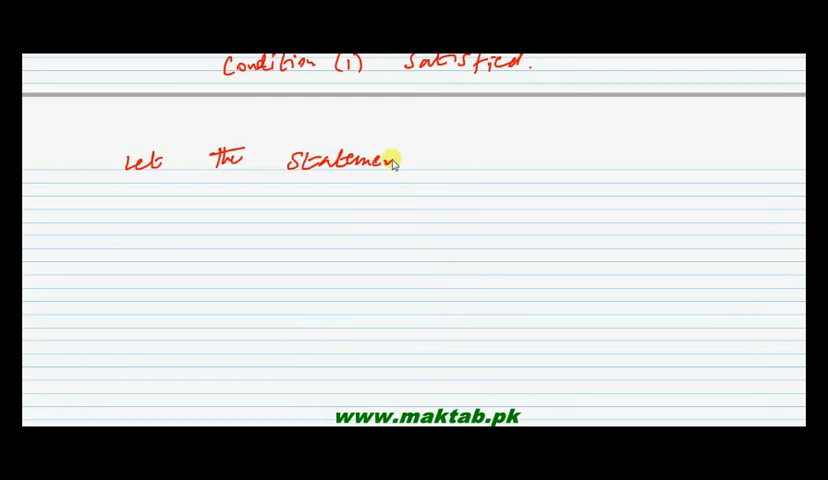 Condition (1) Satisfied.
Let the Statemen
www.maktab.pk